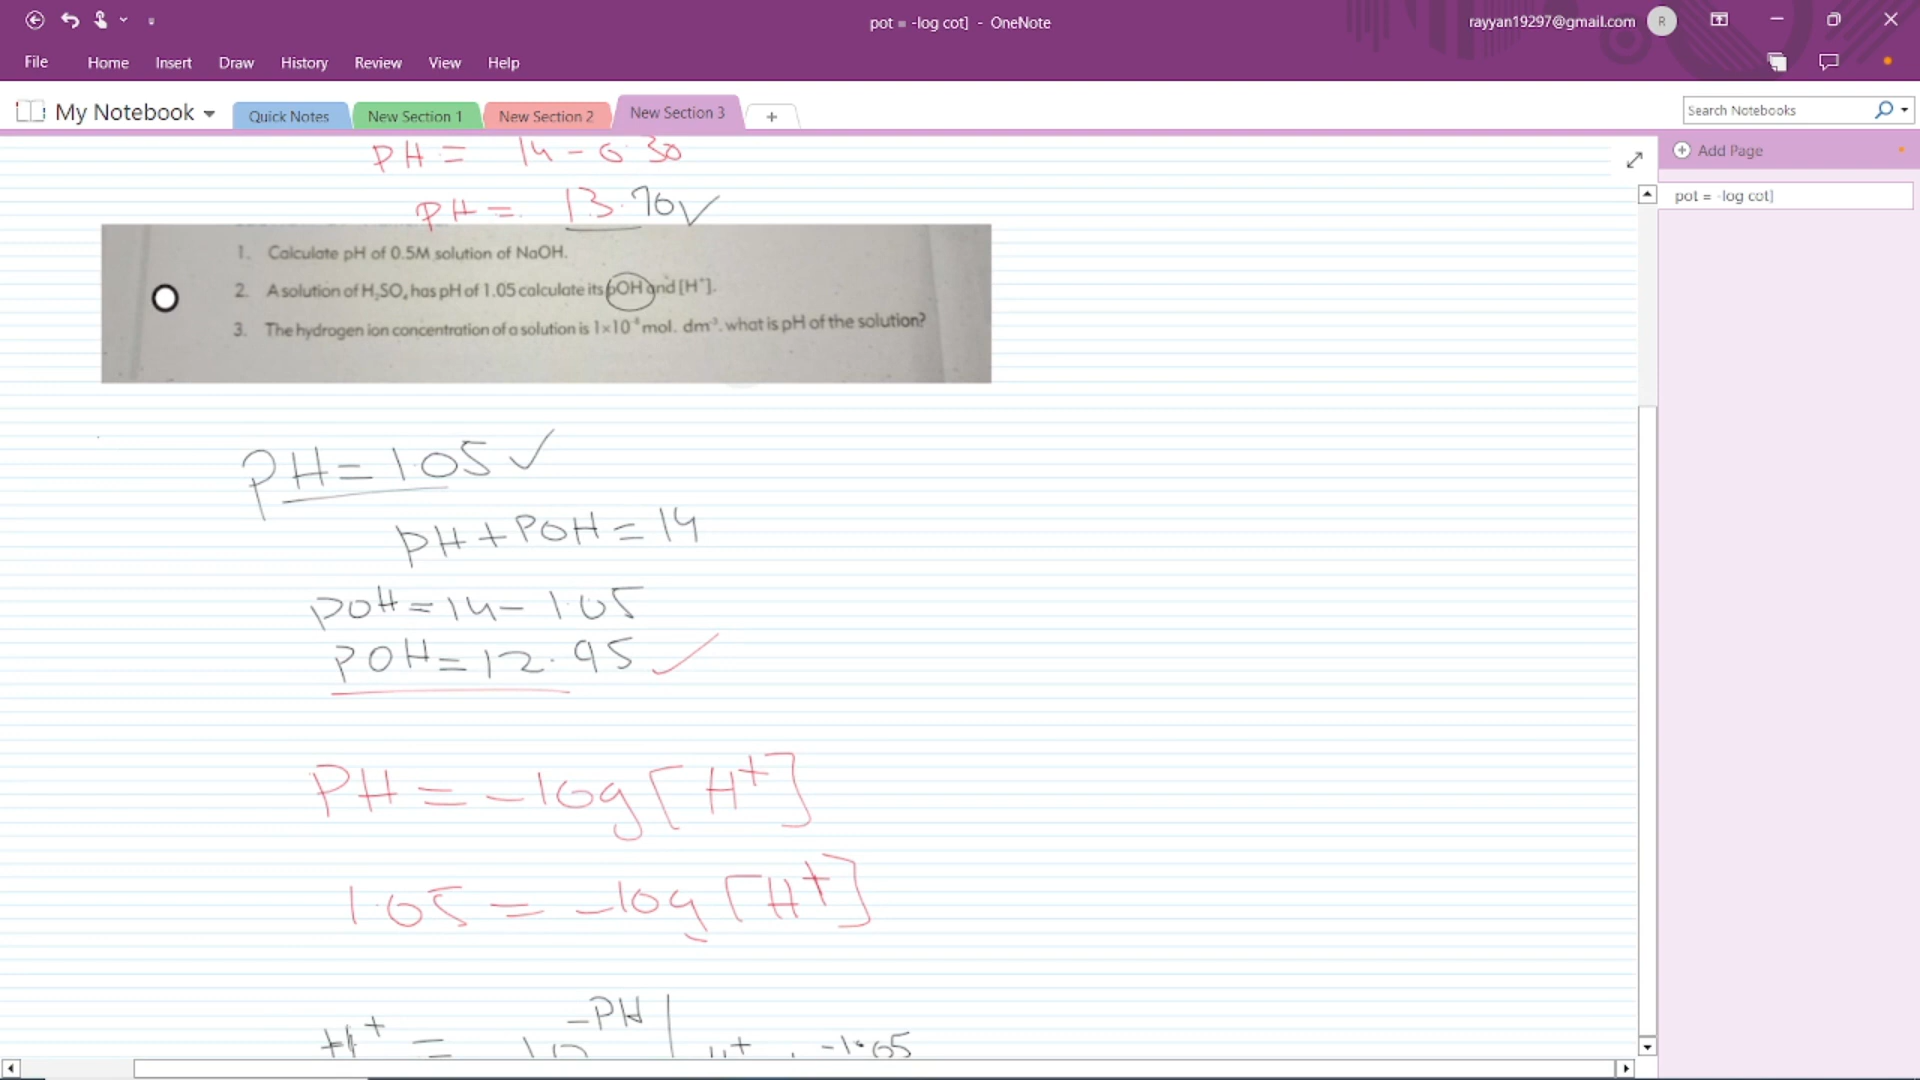 pot = -log cot] - OneNote
rayyan19297@gmail.com R
File Home Insert Draw History Review View Help
My Notebook Quick Notes New Section 1 New Section 2 New Section 3 +
Search Notebooks
Add Page
pot = -log cot]
PH = 14 - 0.30
PH = 13.70✓
1. Calculate pH of 0.5M solution of NaOH.
2. A solution of H₂SO₄ has pH of 1.05 calculate its pOH and [H⁺].
3. The hydrogen ion concentration of a solution is 1×10 mol. dm⁻³. what is pH of the solution?
PH = 1.05 ✓
PH + POH = 14
POH = 14 - 1.05
POH = 12.95 ✓
PH = -log [H⁺]
1.05 = -log [H⁺]
H⁺ = 10⁻ᴾᴴ | -1.05